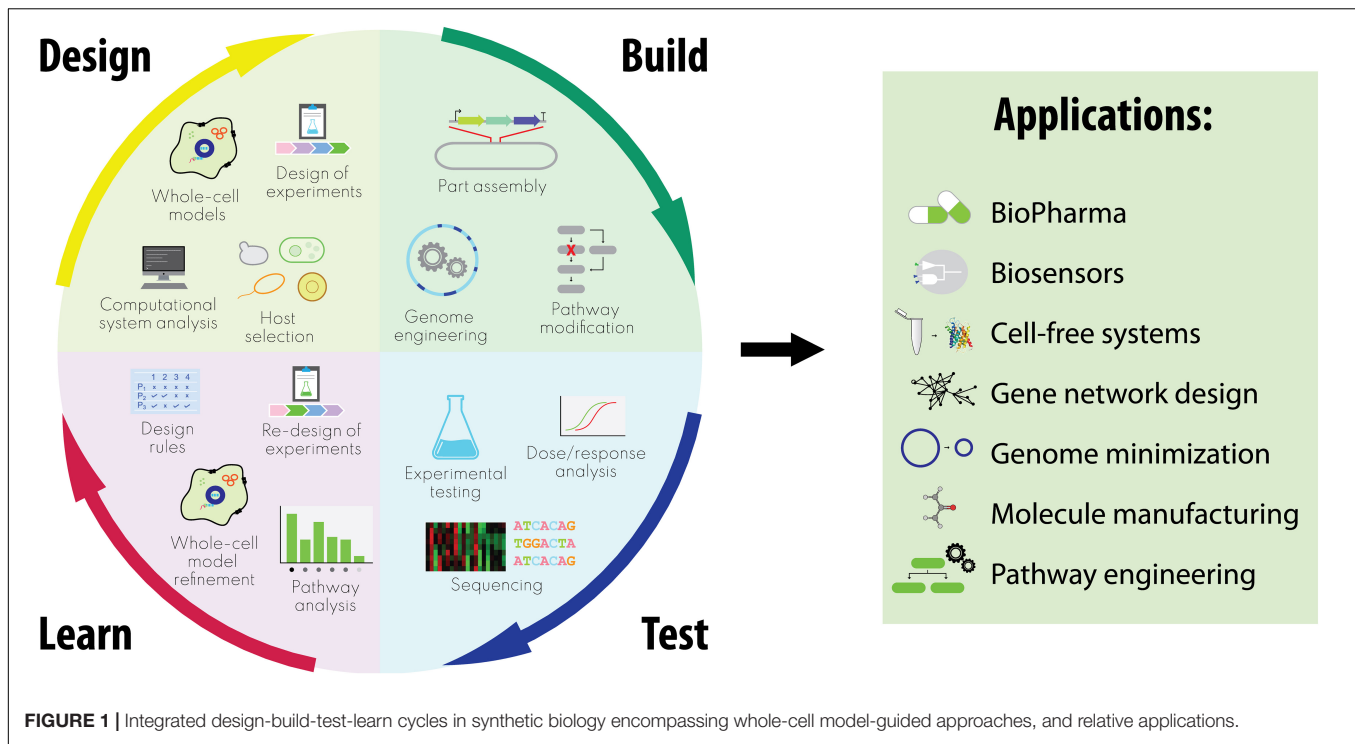 Design
Build
Whole-cell
models
Design of
experiments
Computational
system analysis
Host
selection
Part assembly
Genome
engineering
Pathway
modification
X
1 2 3 4
P1 x x x x
P2 ✓ ✓ x x
P3 ✓ x ✓ ✓
Design
rules
Re-design of
experiments
Whole-cell
model
refinement
Pathway
analysis
Experimental
testing
Dose/response
analysis
ATCACAG
TGGACTA
ATCACAG
Sequencing
Learn
Test
Applications:
BioPharma
Biosensors
Cell-free systems
Gene network design
Genome minimization
Molecule manufacturing
Pathway engineering
FIGURE 1 | Integrated design-build-test-learn cycles in synthetic biology encompassing whole-cell model-guided approaches, and relative applications.